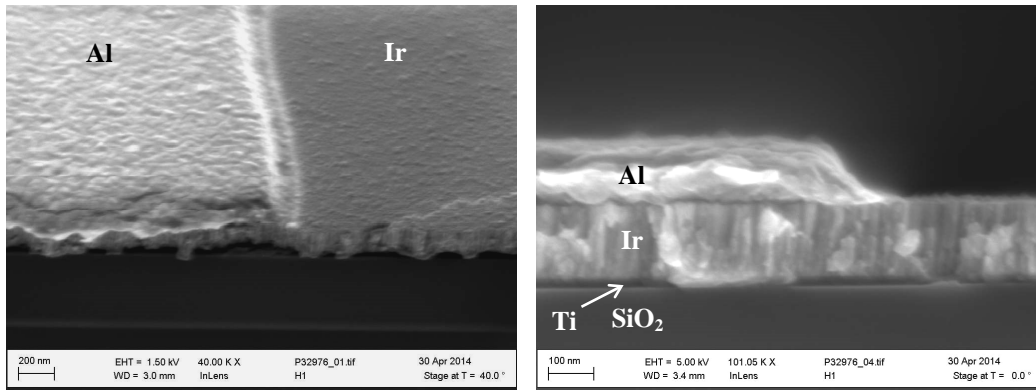 Al
Ir
200 nm
EHT = 1.50 kV 40.00 K X P32976_01.tif 30 Apr 2014
WD = 3.0 mm InLens H1 Stage at T = 40.0 °
Al
Ir
Ti
SiO₂
100 nm
EHT = 5.00 kV 101.05 K X P32976_04.tif 30 Apr 2014
WD = 3.4 mm InLens H1 Stage at T = 0.0 °